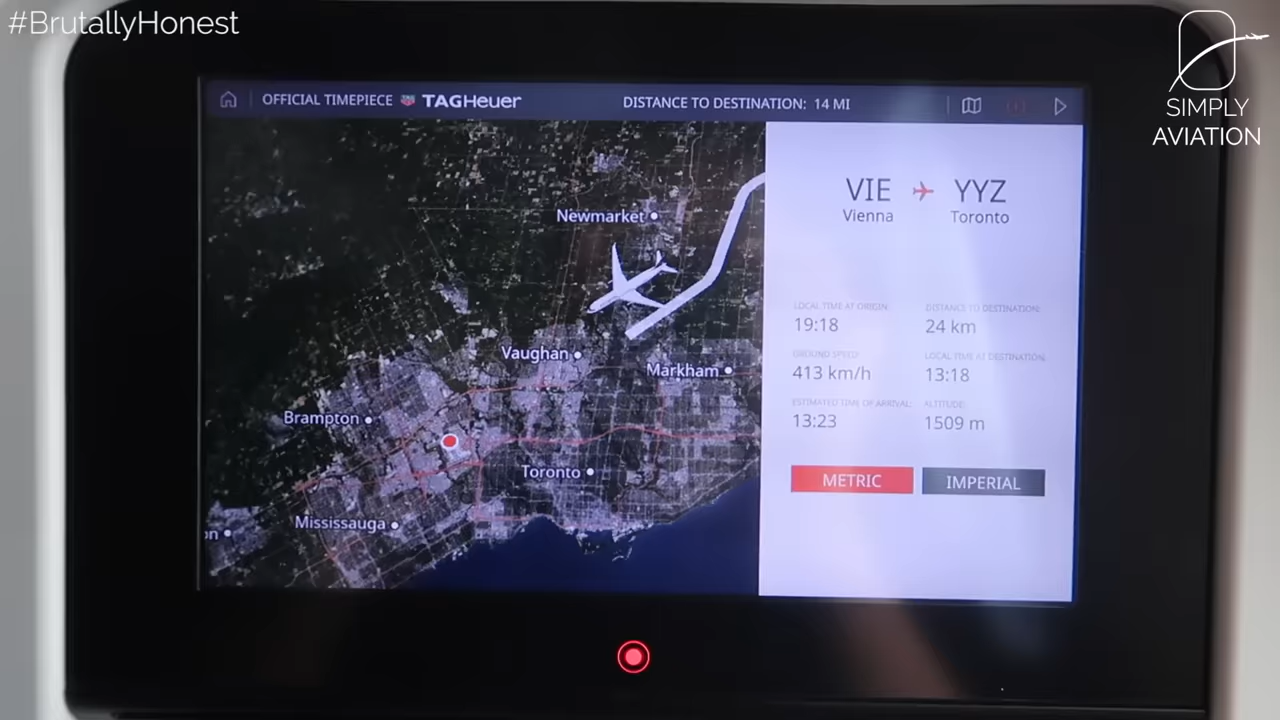 #BrutallyHonest
SIMPLY
AVIATION
OFFICIAL TIMEPIECE TAGHeuer
DISTANCE TO DESTINATION: 14 MI
Newmarket
Vaughan
Markham
Brampton
Toronto
Mississauga
on
VIE YYZ
Vienna Toronto
LOCAL TIME AT ORIGIN: DISTANCE TO DESTINATION:
19:18 24 km
GROUND SPEED: LOCAL TIME AT DESTINATION:
413 km/h 13:18
ESTIMATED TIME OF ARRIVAL: ALTITUDE:
13:23 1509 m
METRIC IMPERIAL